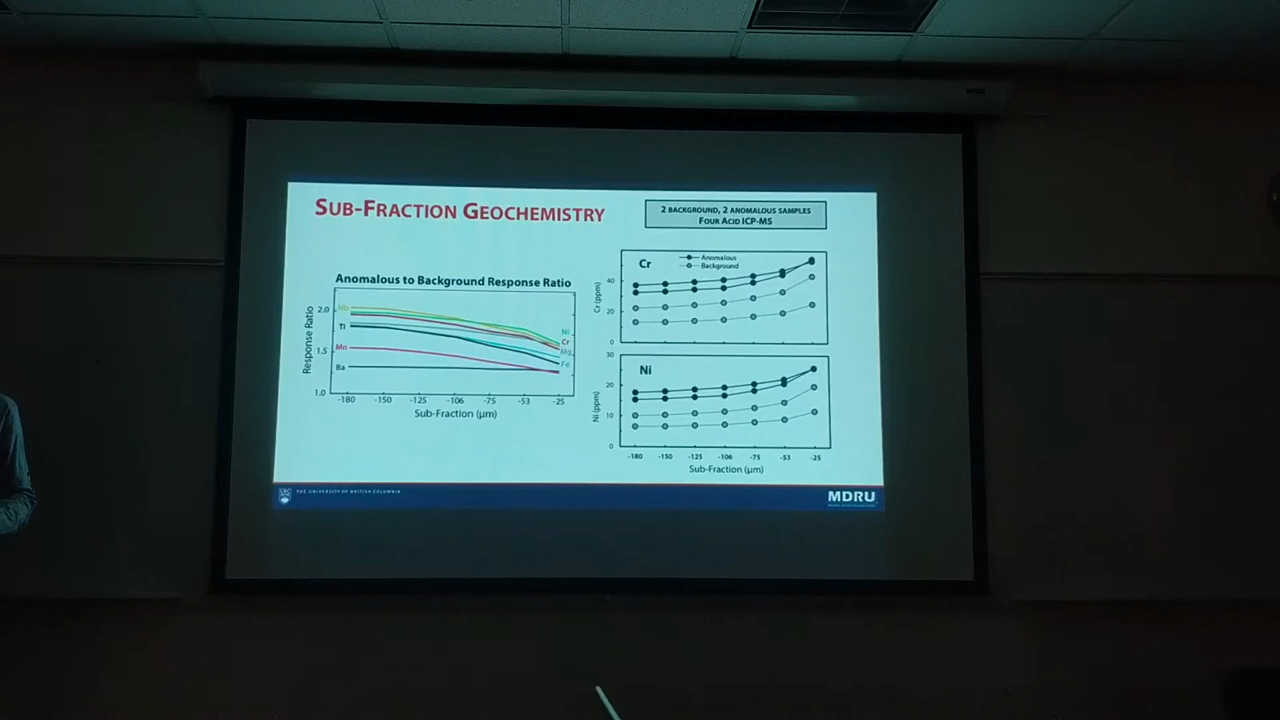 SUB-FRACTION GEOCHEMISTRY
2 BACKGROUND, 2 ANOMALOUS SAMPLES
FOUR ACID ICP-MS
Anomalous to Background Response Ratio
Response Ratio
2.0
1.5
1.0
Nb
Tl
Mn
Ba
Ni
Cr
Mg
Fe
-180 -150 -125 -106 -75 -53 -25
Sub-Fraction (µm)
Cr
Anomalous
Background
Cr (ppm)
40
20
0
Ni
Ni (ppm)
30
20
10
0
-180 -150 -125 -106 -75 -53 -25
Sub-Fraction (µm)
THE UNIVERSITY OF BRITISH COLUMBIA
MDRU